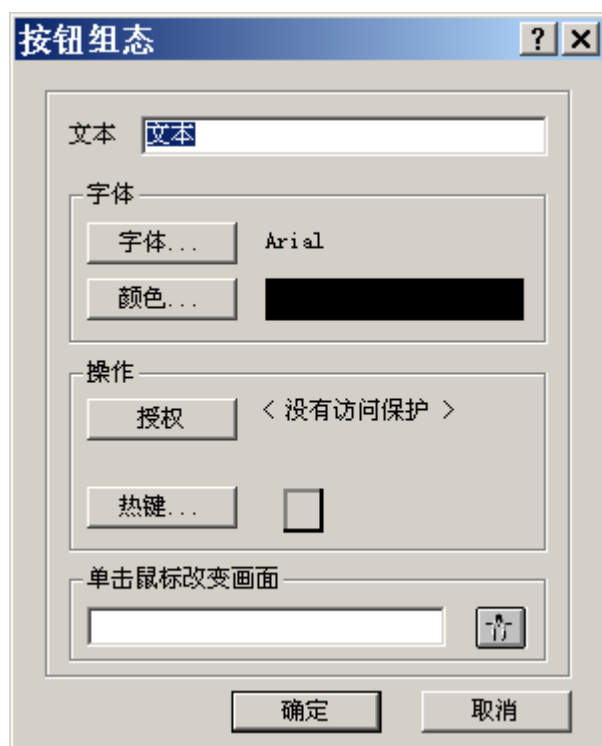 按钮组态
文本 文本
字体
字体... Arial
颜色...
操作
授权 < 没有访问保护 >
热键...
单击鼠标改变画面
确定 取消